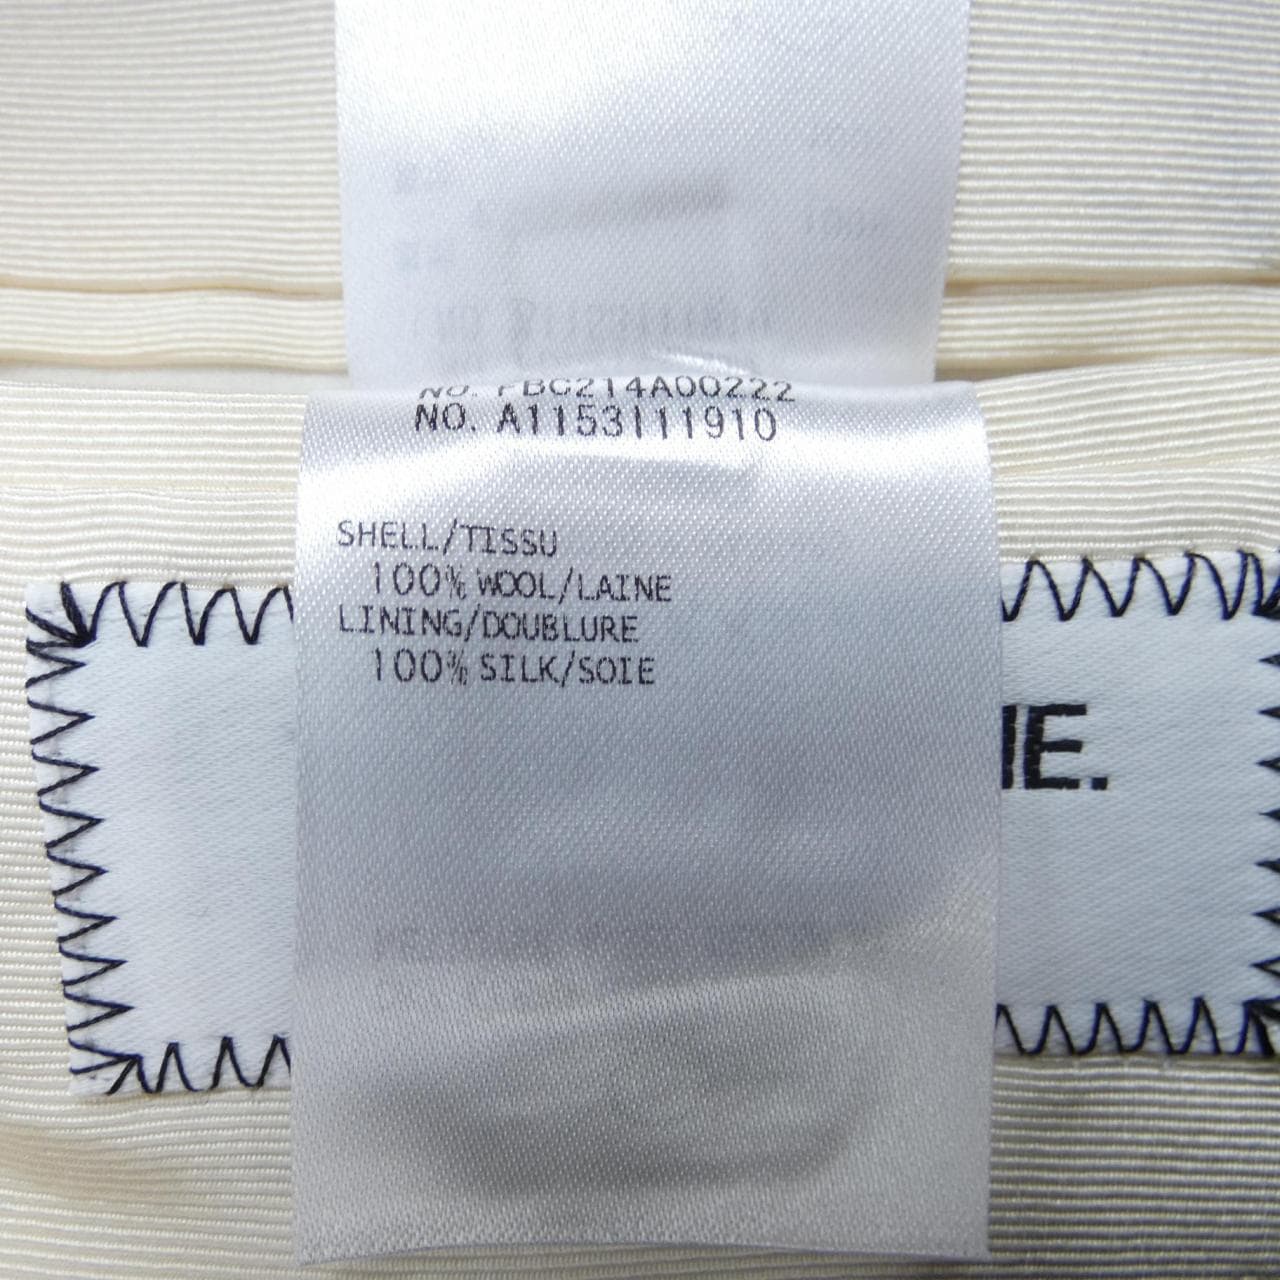 NO. FBC214A00222
NO. A1153111910
SHELL/TISSU
100% WOOL/LAINE
LINING/DOUBLURE
100% SILK/SOIE
IE.